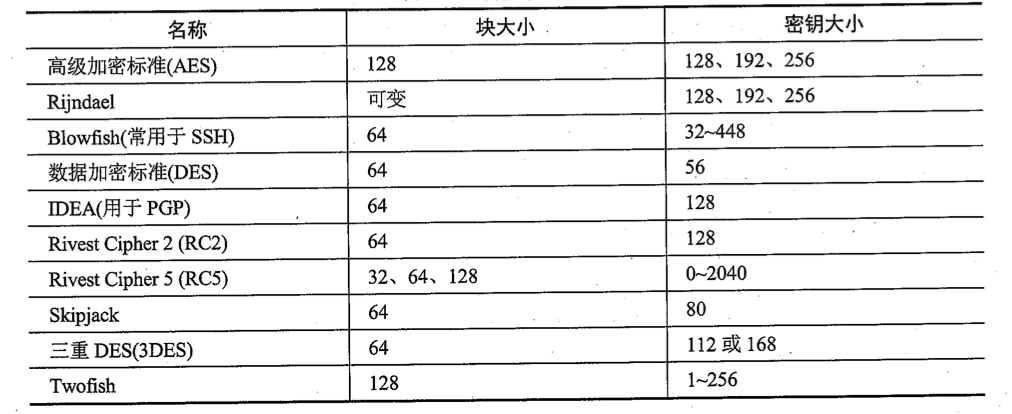 名称 块大小 密钥大小
高级加密标准(AES) 128 128、192、256
Rijndael 可变 128、192、256
Blowfish(常用于 SSH) 64 32~448
数据加密标准(DES) 64 56
IDEA(用于 PGP) 64 128
Rivest Cipher 2 (RC2) 64 128
Rivest Cipher 5 (RC5) 32、64、128 0~2040
Skipjack 64 80
三重 DES(3DES) 64 112 或 168
Twofish 128 1~256